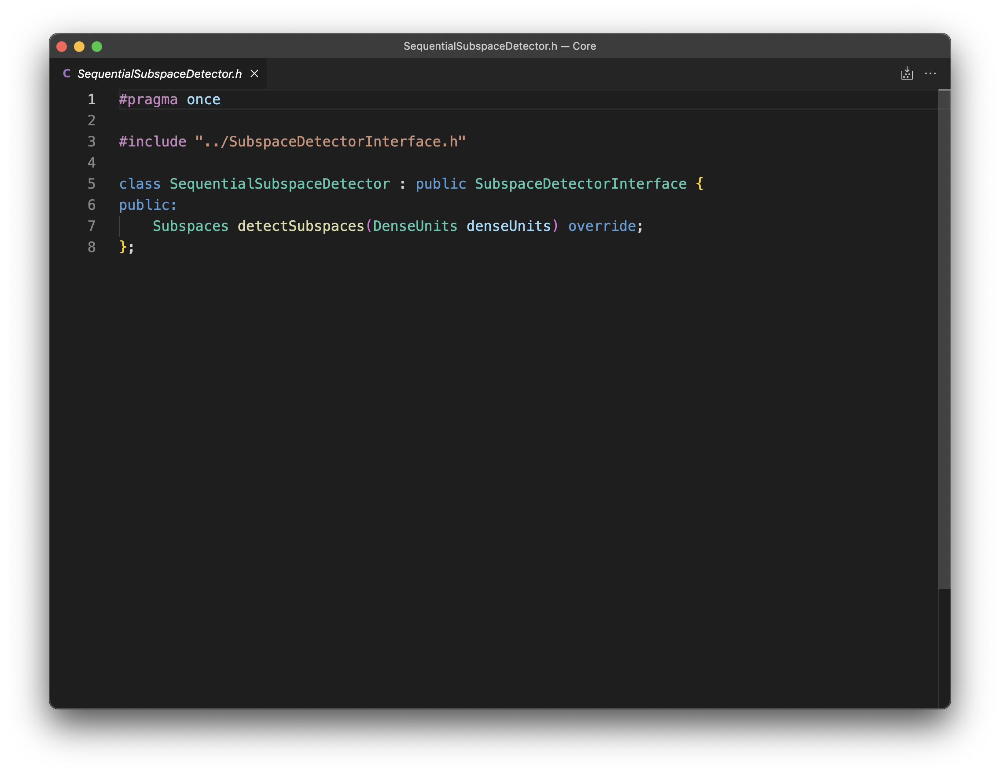 SequentialSubspaceDetector.h — Core
C SequentialSubspaceDetector.h
1 #pragma once
2
3 #include "../SubspaceDetectorInterface.h"
4
5 class SequentialSubspaceDetector : public SubspaceDetectorInterface {
6 public:
7     Subspaces detectSubspaces(DenseUnits denseUnits) override;
8 };